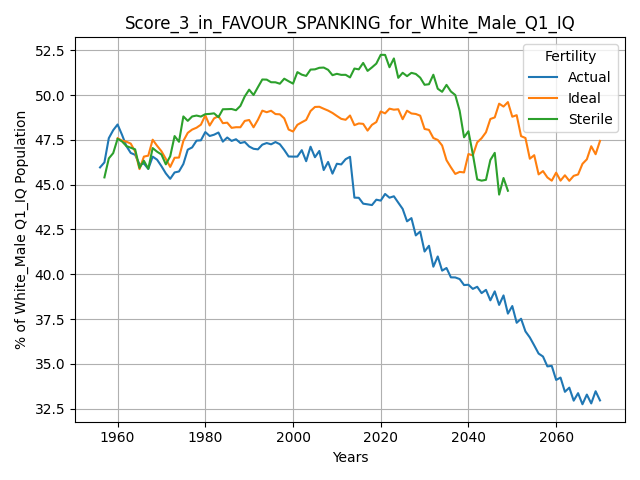 Score_3_in_FAVOUR_SPANKING_for_White_Male_Q1_IQ
% of White_Male Q1_IQ Population
52.5
50.0
47.5
45.0
42.5
40.0
37.5
35.0
32.5
Fertility
Actual
Ideal
Sterile
1960
1980
2000
2020
2040
2060
Years